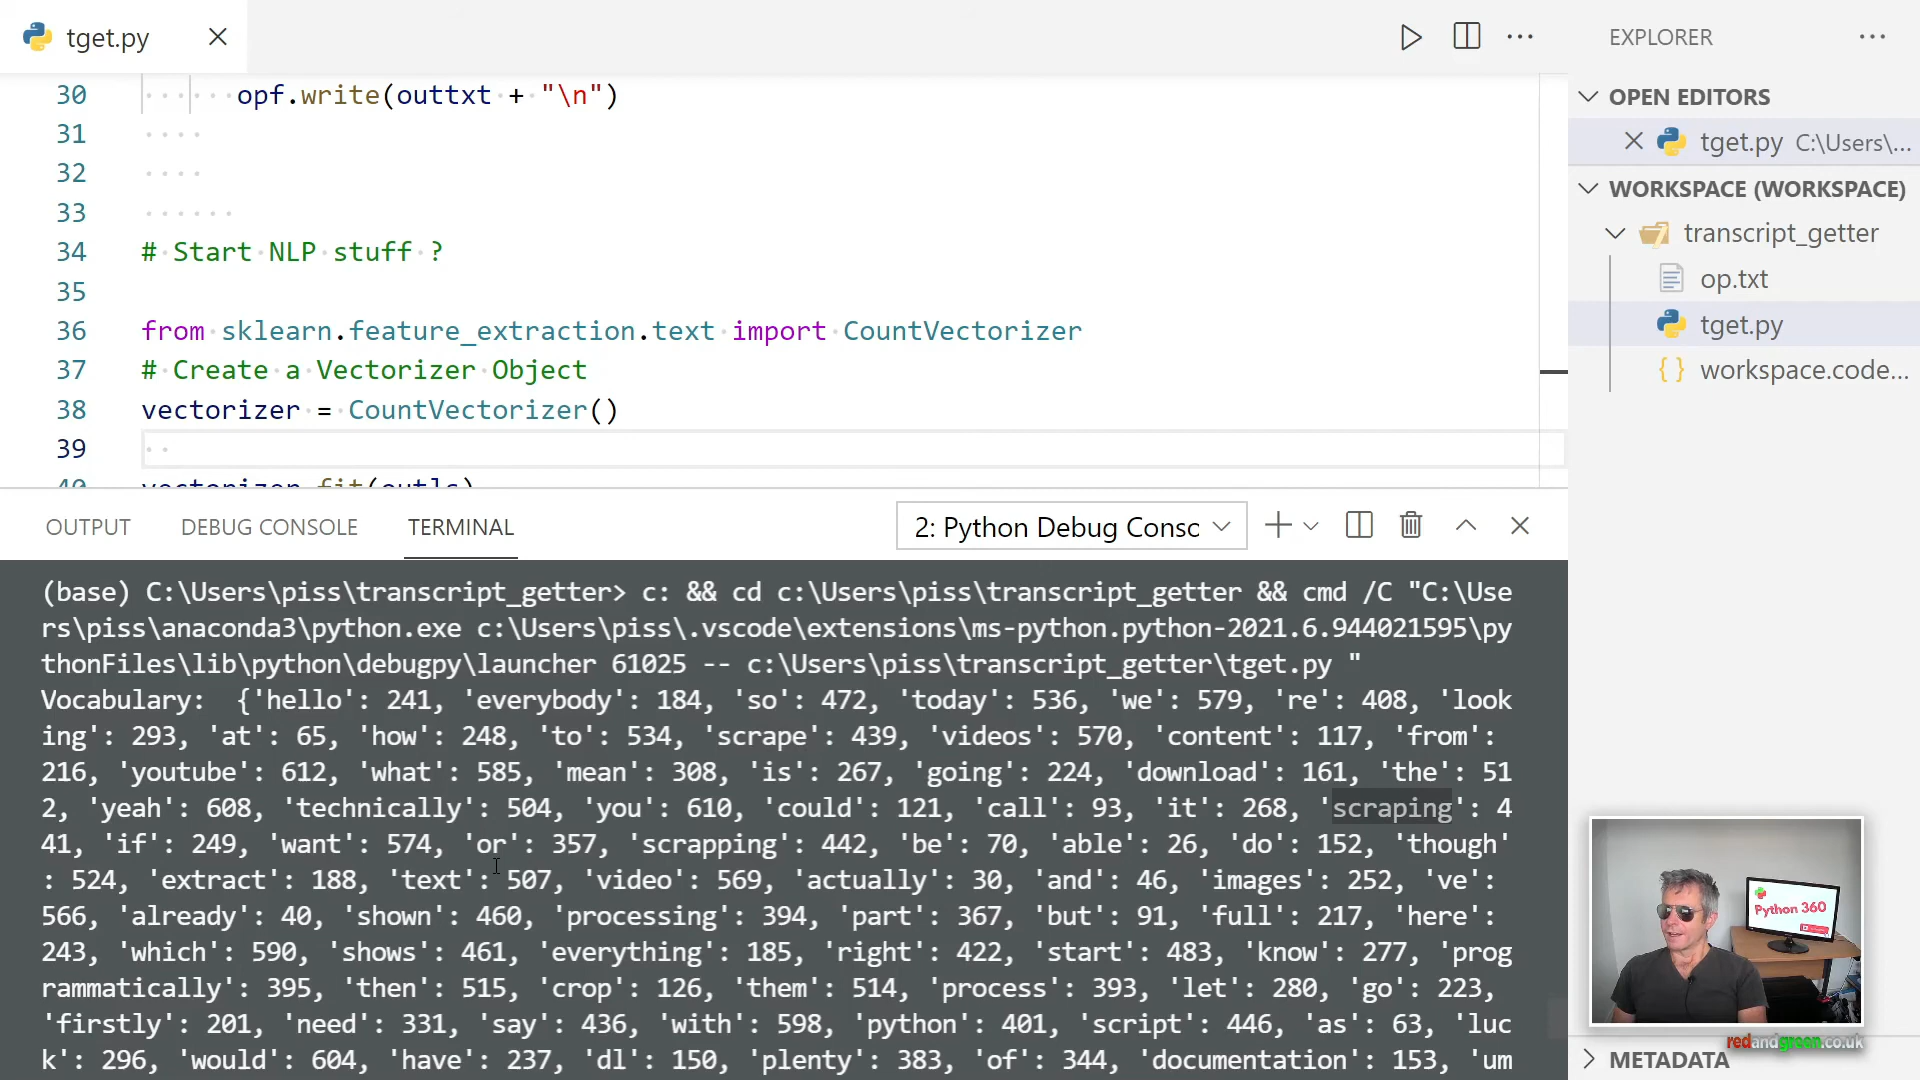 tget.py
30 opf.write(outtxt + "\n")
31
32
33
34 # Start NLP stuff ?
35
36 from sklearn.feature_extraction.text import CountVectorizer
37 # Create a Vectorizer Object
38 vectorizer = CountVectorizer()
39
40 vectorizer.fit(outls)
OUTPUT DEBUG CONSOLE TERMINAL 2: Python Debug Consc
(base) C:\Users\piss\transcript_getter> c: && cd c:\Users\piss\transcript_getter && cmd /C "C:\Use
rs\piss\anaconda3\python.exe c:\Users\piss\.vscode\extensions\ms-python.python-2021.6.944021595\py
thonFiles\lib\python\debugpy\launcher 61025 -- c:\Users\piss\transcript_getter\tget.py "
Vocabulary:  {'hello': 241, 'everybody': 184, 'so': 472, 'today': 536, 'we': 579, 're': 408, 'look
ing': 293, 'at': 65, 'how': 248, 'to': 534, 'scrape': 439, 'videos': 570, 'content': 117, 'from':
216, 'youtube': 612, 'what': 585, 'mean': 308, 'is': 267, 'going': 224, 'download': 161, 'the': 51
2, 'yeah': 608, 'technically': 504, 'you': 610, 'could': 121, 'call': 93, 'it': 268, 'scraping': 4
41, 'if': 249, 'want': 574, 'or': 357, 'scrapping': 442, 'be': 70, 'able': 26, 'do': 152, 'though'
: 524, 'extract': 188, 'text': 507, 'video': 569, 'actually': 30, 'and': 46, 'images': 252, 've':
566, 'already': 40, 'shown': 460, 'processing': 394, 'part': 367, 'but': 91, 'full': 217, 'here':
243, 'which': 590, 'shows': 461, 'everything': 185, 'right': 422, 'start': 483, 'know': 277, 'prog
rammatically': 395, 'then': 515, 'crop': 126, 'them': 514, 'process': 393, 'let': 280, 'go': 223,
'firstly': 201, 'need': 331, 'say': 436, 'with': 598, 'python': 401, 'script': 446, 'as': 63, 'luc
k': 296, 'would': 604, 'have': 237, 'dl': 150, 'plenty': 383, 'of': 344, 'documentation': 153, 'um
EXPLORER
OPEN EDITORS
tget.py C:\Users\...
WORKSPACE (WORKSPACE)
transcript_getter
op.txt
tget.py
{ } workspace.code...
Python 360
redandgreen.co.uk
METADATA